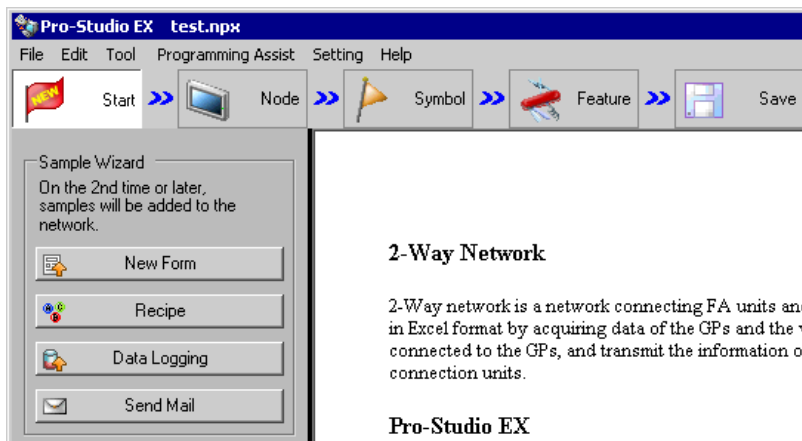 Pro-Studio EX test.npx
File Edit Tool Programming Assist Setting Help
NEW Start Node Symbol Feature Save
Sample Wizard
On the 2nd time or later,
samples will be added to the
network.
New Form
Recipe
Data Logging
Send Mail
2-Way Network
2-Way network is a network connecting FA units and
in Excel format by acquiring data of the GPs and the
connected to the GPs, and transmit the information
connection units.
Pro-Studio EX